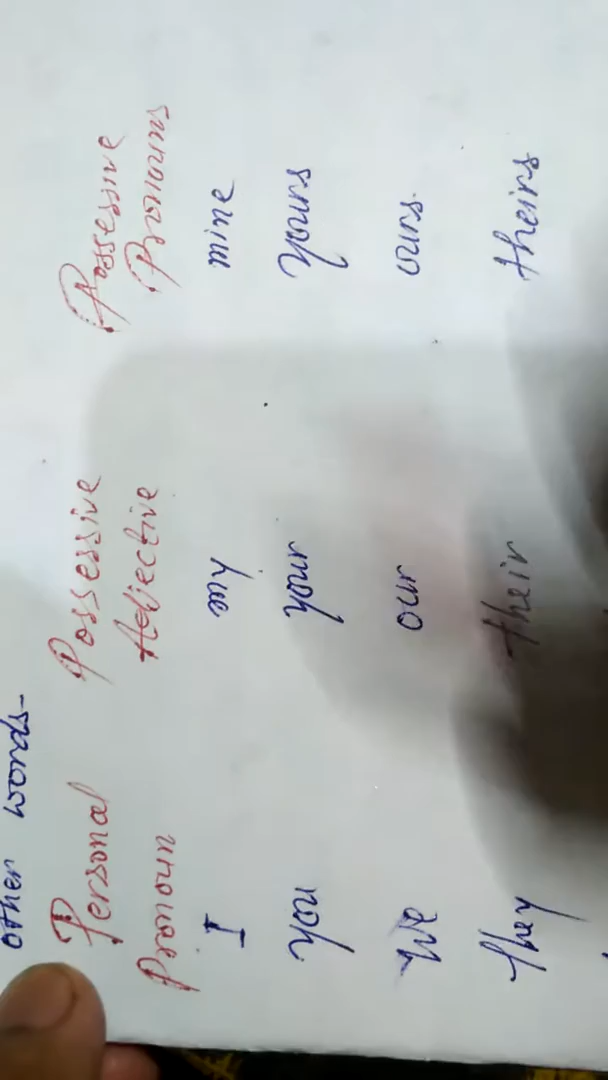 other words-
Personal Pronoun Possessive Adjective Possessive Pronouns
I my mine
you your yours
We our ours
they their theirs